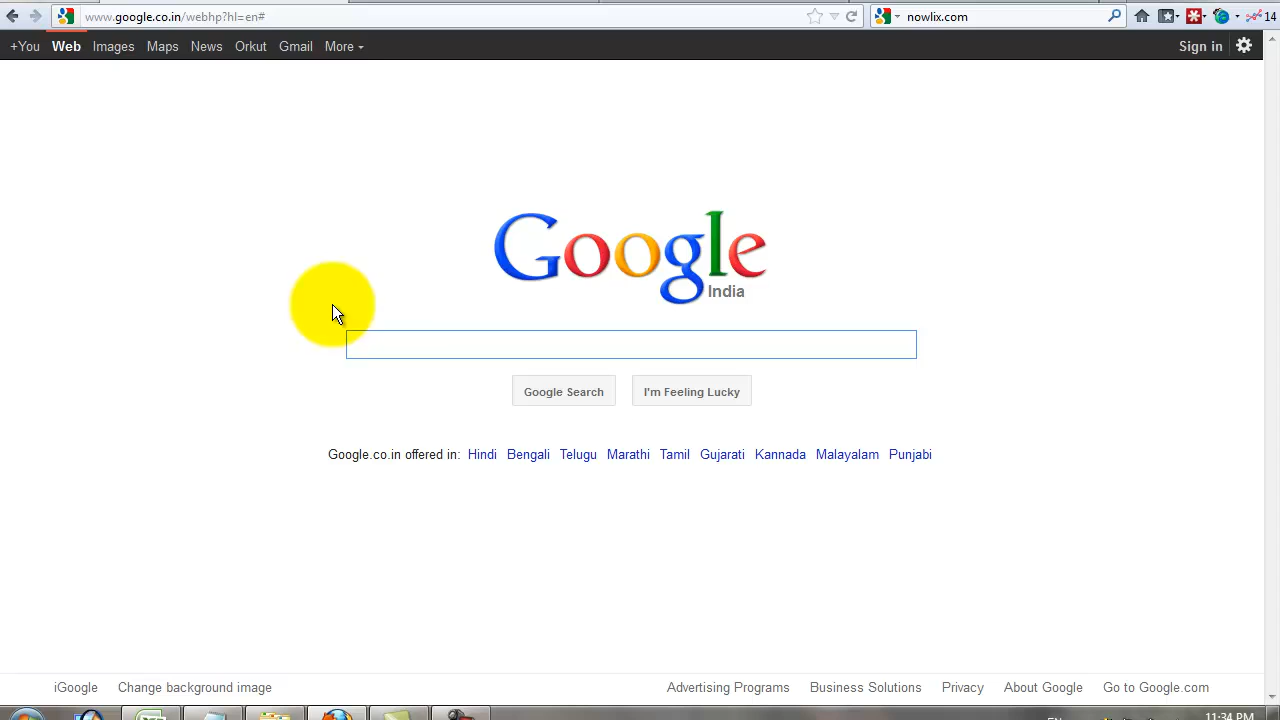 www.google.co.in/webhp?hl=en#
nowlix.com
14
+You Web Images Maps News Orkut Gmail More
Sign in
Google
India
Google Search
I'm Feeling Lucky
Google.co.in offered in: Hindi Bengali Telugu Marathi Tamil Gujarati Kannada Malayalam Punjabi
iGoogle Change background image
Advertising Programs Business Solutions Privacy About Google Go to Google.com
EN
11:34 PM